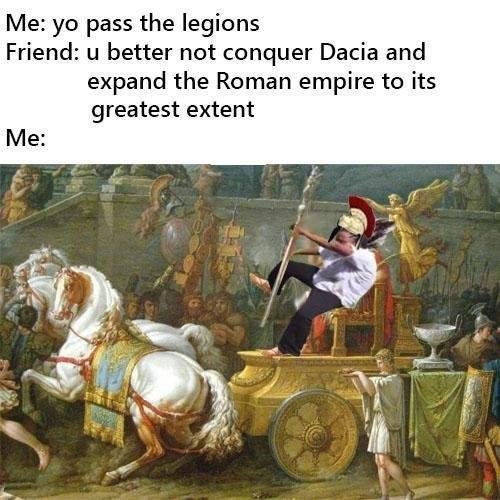 Me: yo pass the legions
Friend: u better not conquer Dacia and
expand the Roman empire to its
greatest extent
Me: